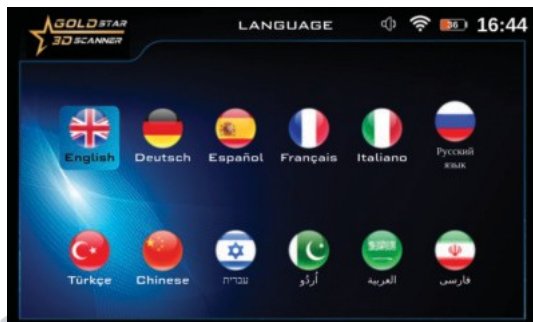 GOLD STAR
3D SCANNER
LANGUAGE
36
16:44
English
Deutsch
Español
Français
Italiano
Русский
язык
Türkçe
Chinese
עברית
اُردُو
العربية
فارسی